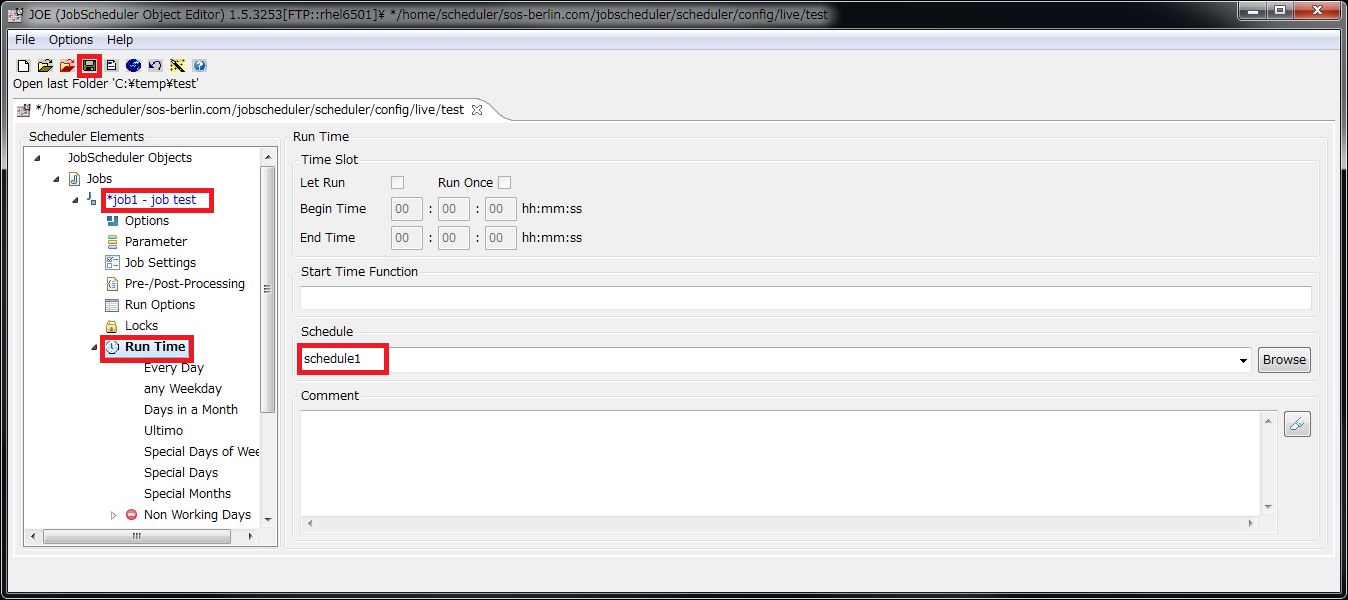 JOE (JobScheduler Object Editor) 1.5.3253[FTP::rhel6501]¥ */home/scheduler/sos-berlin.com/jobscheduler/scheduler/config/live/test
File Options Help
Open last Folder 'C:¥temp¥test'
*/home/scheduler/sos-berlin.com/jobscheduler/scheduler/config/live/test
Scheduler Elements
JobScheduler Objects
Jobs
*job1 - job test
Options
Parameter
Job Settings
Pre-/Post-Processing
Run Options
Locks
Run Time
Every Day
any Weekday
Days in a Month
Ultimo
Special Days of Wee
Special Days
Special Months
Non Working Days
Run Time
Time Slot
Let Run Run Once
Begin Time 00 : 00 : 00 hh:mm:ss
End Time 00 : 00 : 00 hh:mm:ss
Start Time Function
Schedule
schedule1 Browse
Comment